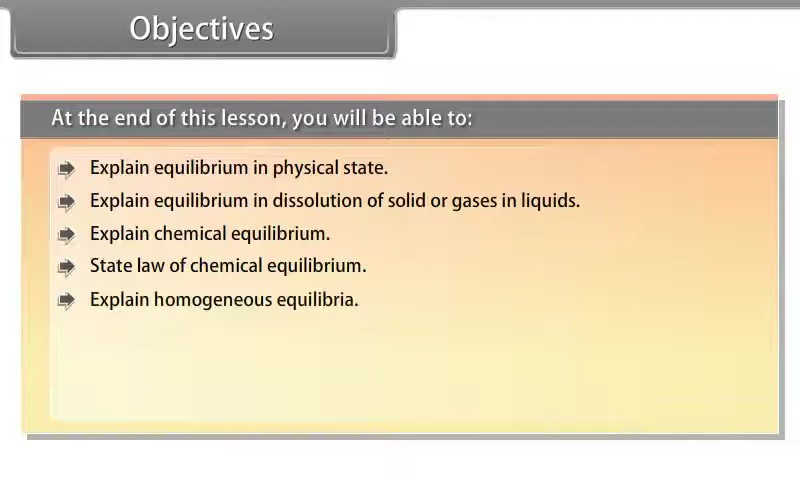 Objectives
At the end of this lesson, you will be able to:
Explain equilibrium in physical state.
Explain equilibrium in dissolution of solid or gases in liquids.
Explain chemical equilibrium.
State law of chemical equilibrium.
Explain homogeneous equilibria.